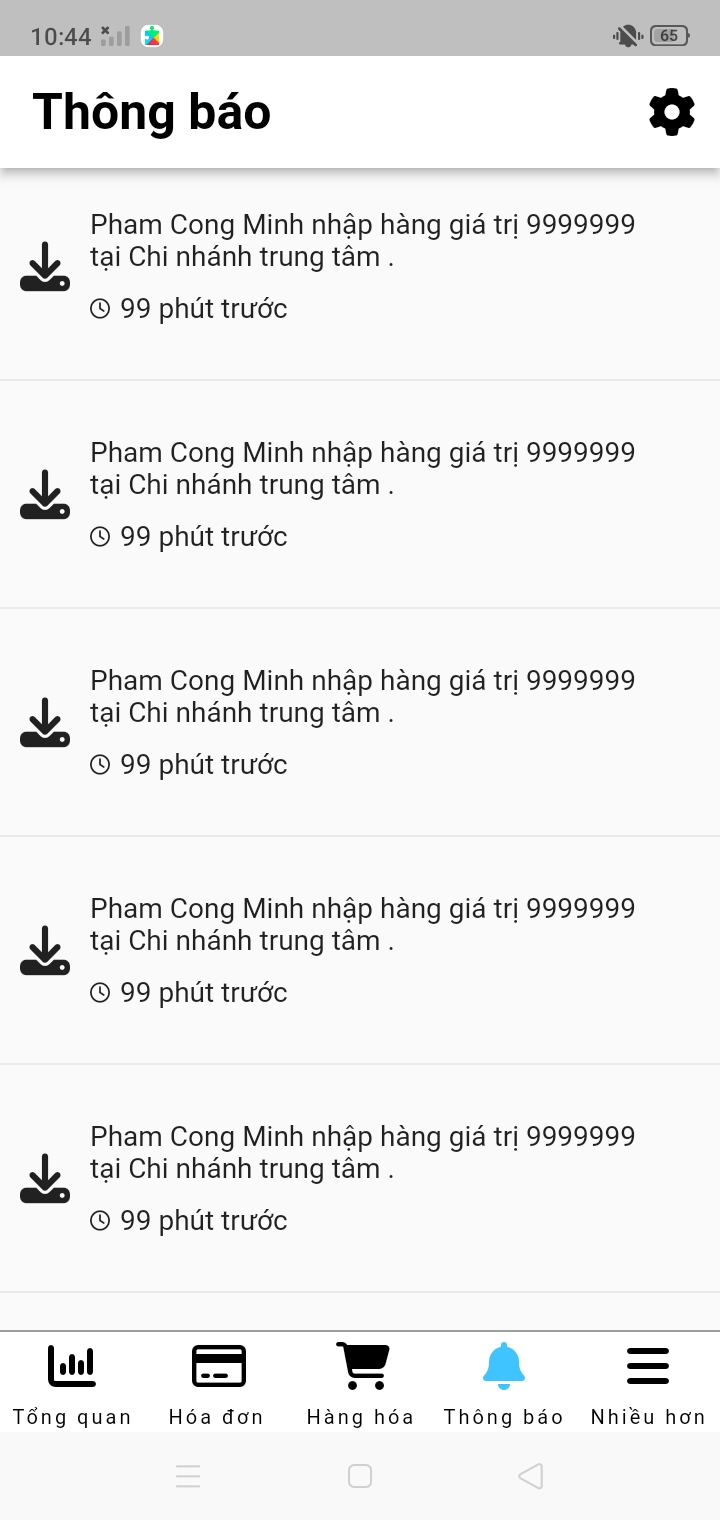 10:44
65
Thông báo
Pham Cong Minh nhập hàng giá trị 9999999
tại Chi nhánh trung tâm .
99 phút trước
Pham Cong Minh nhập hàng giá trị 9999999
tại Chi nhánh trung tâm .
99 phút trước
Pham Cong Minh nhập hàng giá trị 9999999
tại Chi nhánh trung tâm .
99 phút trước
Pham Cong Minh nhập hàng giá trị 9999999
tại Chi nhánh trung tâm .
99 phút trước
Pham Cong Minh nhập hàng giá trị 9999999
tại Chi nhánh trung tâm .
99 phút trước
Tổng quan Hóa đơn Hàng hóa Thông báo Nhiều hơn